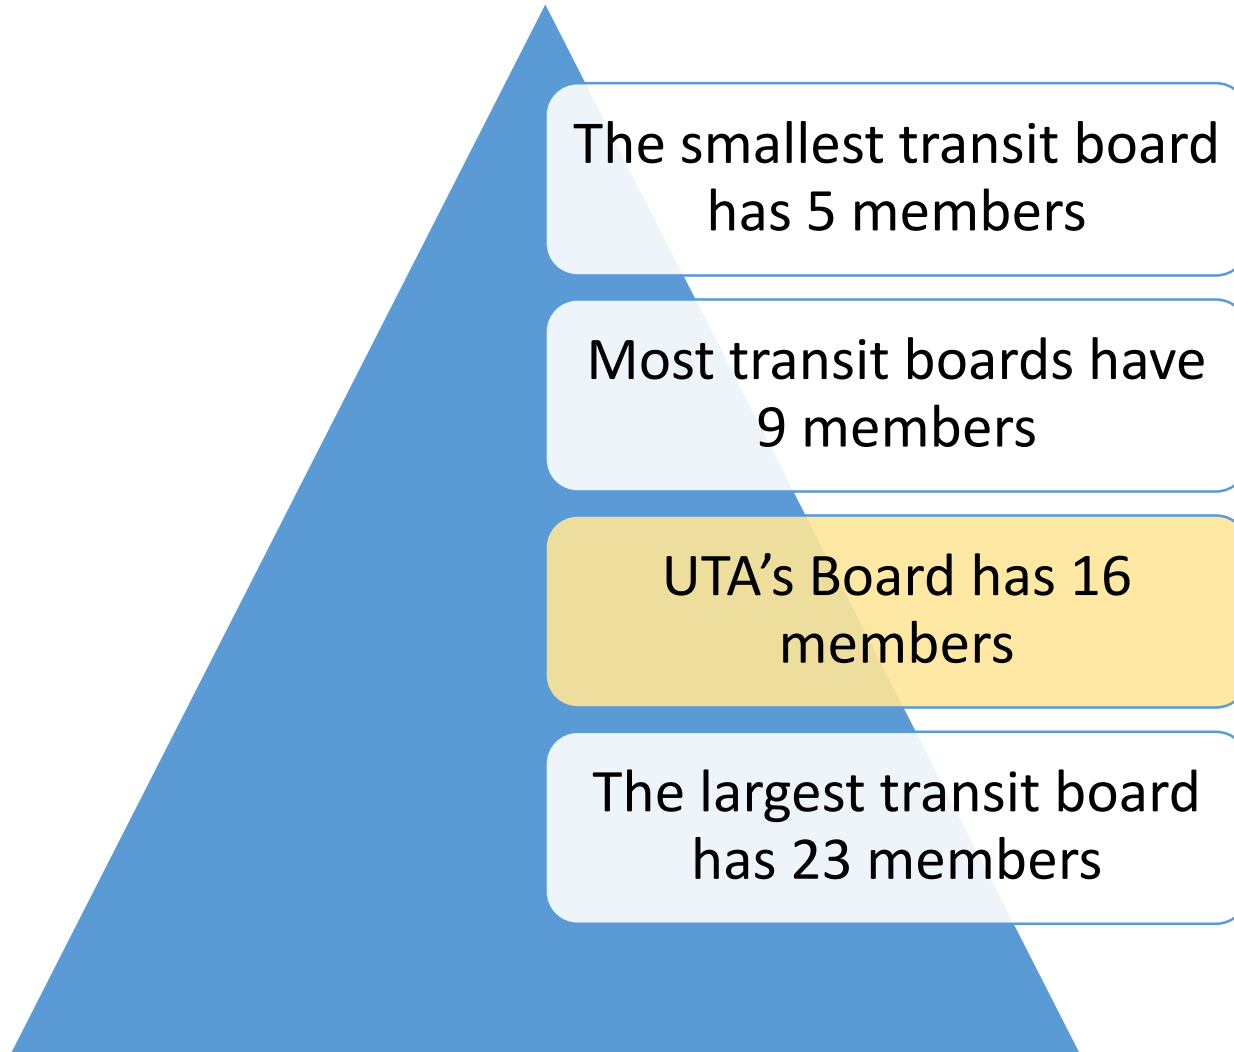 The smallest transit board
has 5 members
Most transit boards have
9 members
UTA’s Board has 16
members
The largest transit board
has 23 members